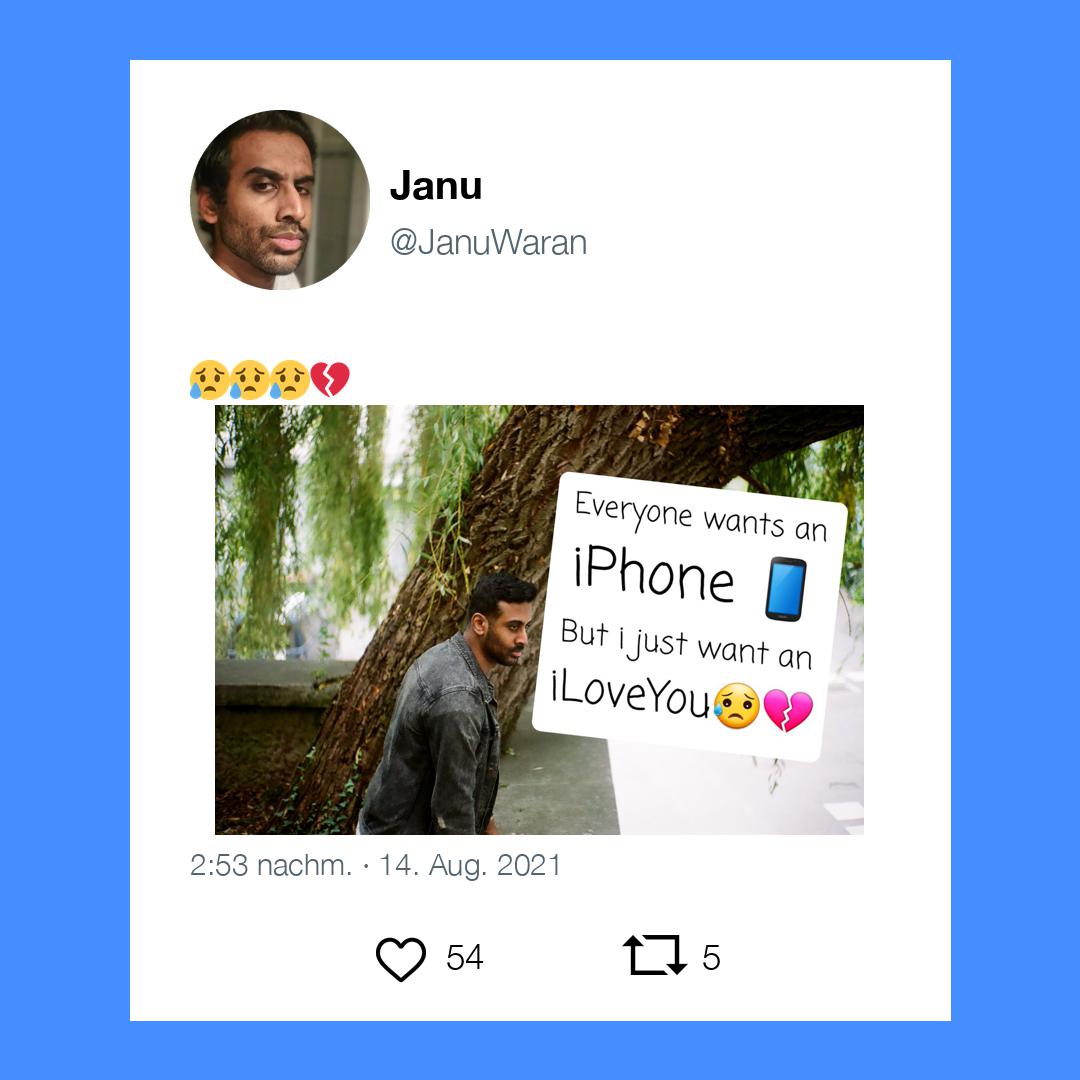 Janu
@JanuWaran
😥😥😥💔
Everyone wants an
iPhone 📱
But i just want an
iLoveYou😥💔
2:53 nachm. · 14. Aug. 2021
54
5